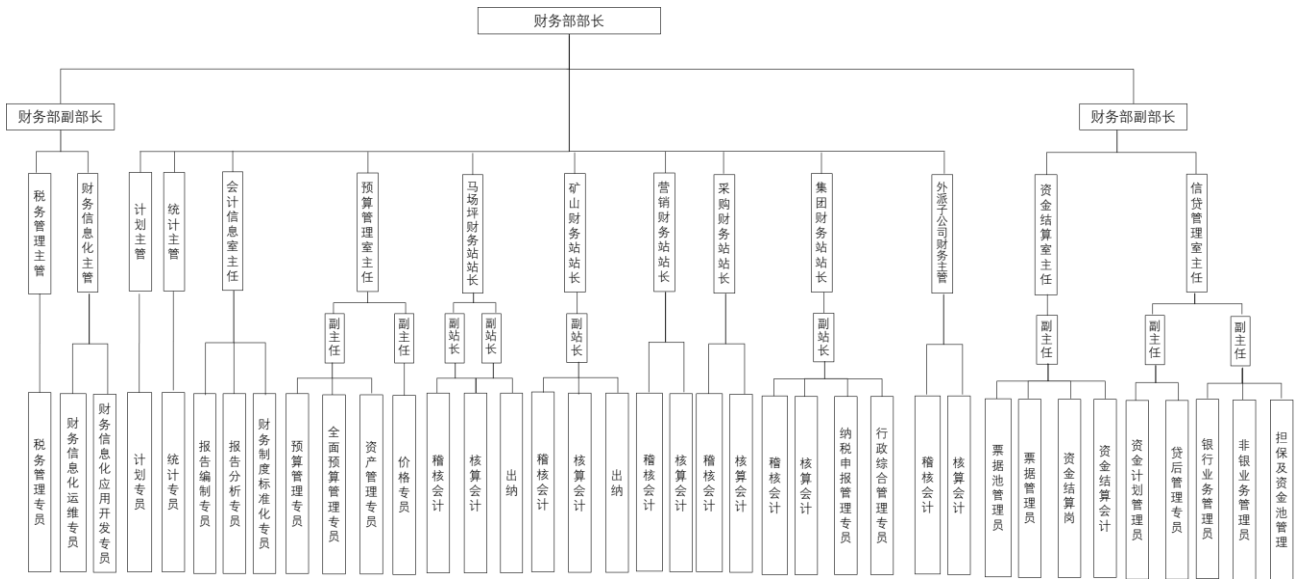 财务部部长
财务部副部长
财务部副部长
税务管理主管
财务信息化主管
计划主管
统计主管
会计信息室主任
预算管理室主任
马场坪财务站站长
矿山财务站站长
营销财务站站长
采购财务站站长
集团财务站站长
外派子公司财务主管
资金结算室主任
信贷管理室主任
副主任
副主任
副站长
副站长
副站长
副站长
副主任
副主任
副主任
税务管理专员
财务信息化运维专员
财务信息化应用开发专员
计划专员
统计专员
报告编制专员
报告分析专员
财务制度标准化专员
预算管理专员
全面预算管理专员
资产管理专员
价格专员
稽核会计
核算会计
出纳
稽核会计
核算会计
出纳
稽核会计
核算会计
稽核会计
核算会计
稽核会计
核算会计
纳税申报管理专员
行政综合管理专员
稽核会计
核算会计
票据池管理员
票据管理员
资金结算岗
资金结算会计
资金计划管理员
贷后管理专员
银行业务管理员
非银业务管理员
担保及资金池管理